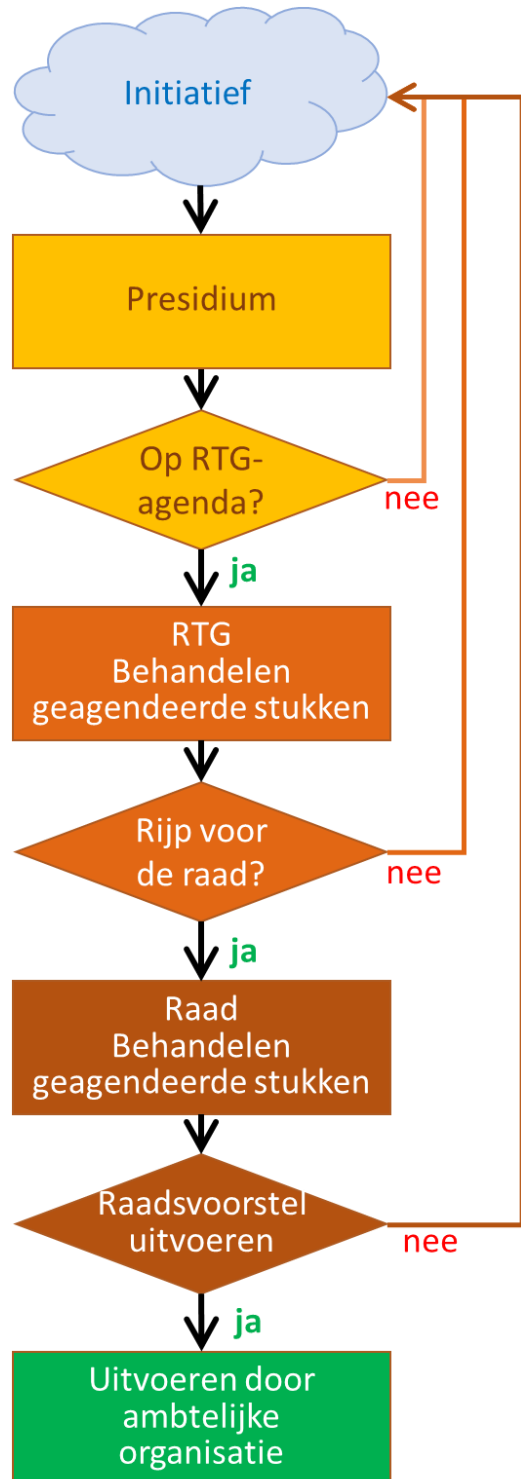 Initiatief
Presidium
Op RTG-
agenda?
nee
ja
RTG
Behandelen
geagendeerde stukken
Rijp voor
de raad?
nee
ja
Raad
Behandelen
geagendeerde stukken
Raadsvoorstel
uitvoeren
nee
ja
Uitvoeren door
ambtelijke
organisatie